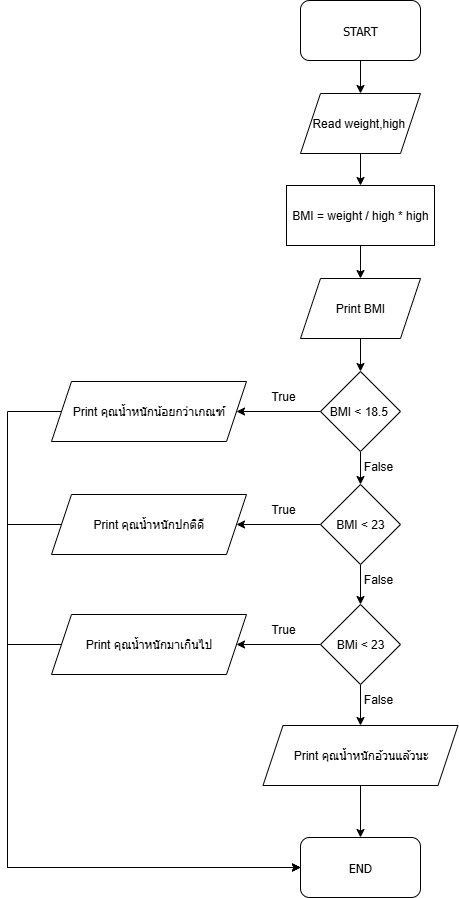 START
Read weight,high
BMI = weight / high * high
Print BMI
BMI < 18.5
True
Print คุณน้ำหนักน้อยกว่าเกณฑ์
False
BMI < 23
True
Print คุณน้ำหนักปกติดี
False
BMi < 23
True
Print คุณน้ำหนักมาเกินไป
False
Print คุณน้ำหนักอ้วนแล้วนะ
END